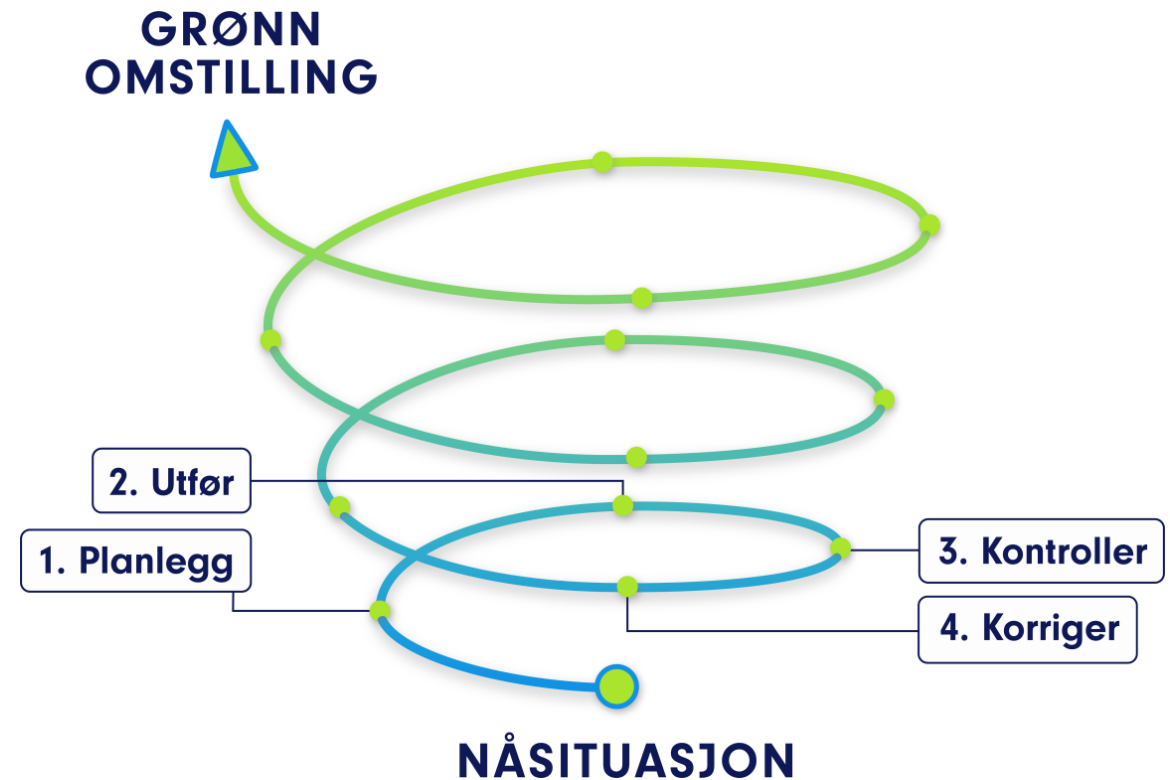 GRØNN
OMSTILLING
2. Utfør
1. Planlegg
3. Kontroller
4. Korriger
NÅSITUASJON